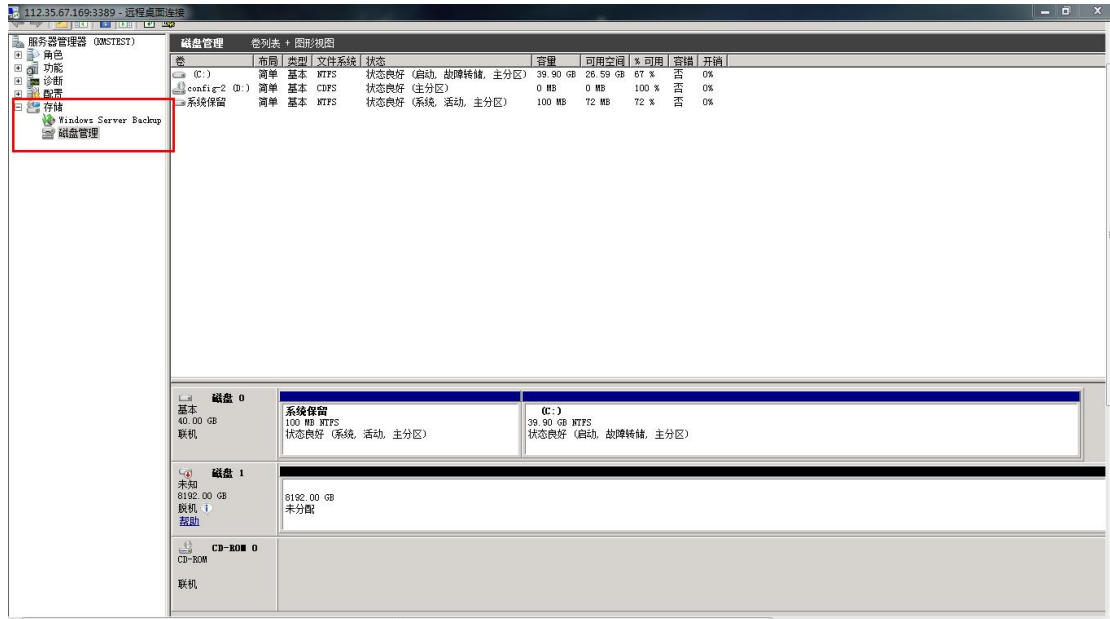 112.35.67.169:3389 - 远程桌面连接
服务器管理器 (KMSTEST)
角色
功能
诊断
配置
存储
Windows Server Backup
磁盘管理
磁盘管理 卷列表 + 图形视图
卷 布局 类型 文件系统 状态 容量 可用空间 % 可用 容错 开销
(C:) 简单 基本 NTFS 状态良好 (启动, 故障转储, 主分区) 39.90 GB 26.59 GB 67 % 否 0%
config-2 (D:) 简单 基本 CDFS 状态良好 (主分区) 0 MB 0 MB 100 % 否 0%
系统保留 简单 基本 NTFS 状态良好 (系统, 活动, 主分区) 100 MB 72 MB 72 % 否 0%
磁盘 0
基本
40.00 GB
联机
系统保留
100 MB NTFS
状态良好 (系统, 活动, 主分区)
(C:)
39.90 GB NTFS
状态良好 (启动, 故障转储, 主分区)
磁盘 1
未知
8192.00 GB
脱机
帮助
8192.00 GB
未分配
CD-ROM 0
CD-ROM
联机